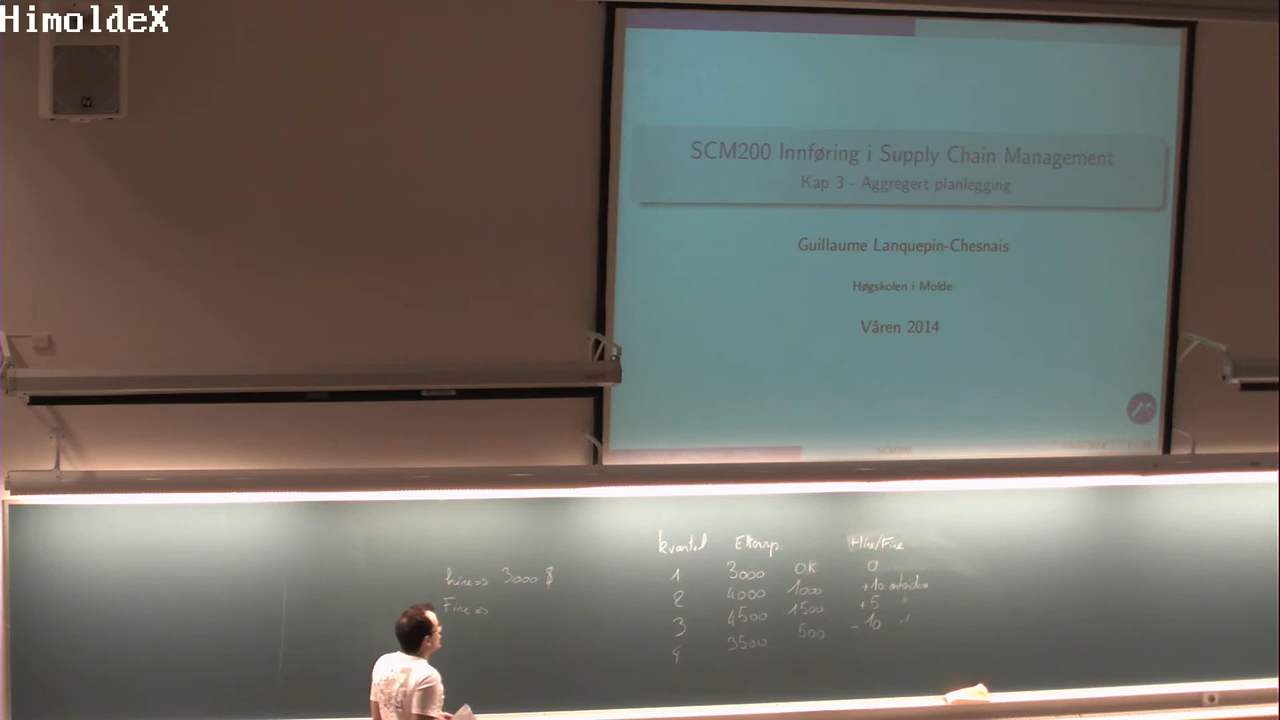 HimoldeX
SCM200 Innføring i Supply Chain Management
Kap 3 - Aggregert planlegging
Guillaume Lanquepin-Chesnais
Høgskolen i Molde
Våren 2014
kvartal Ettersp Hire/Fire
1 3000 OK 0
2 4000 1000 +10 arbeidere
3 4500 1500 +5 "
4 3500 500 -10 "
hire => 3000 $
Fire =>